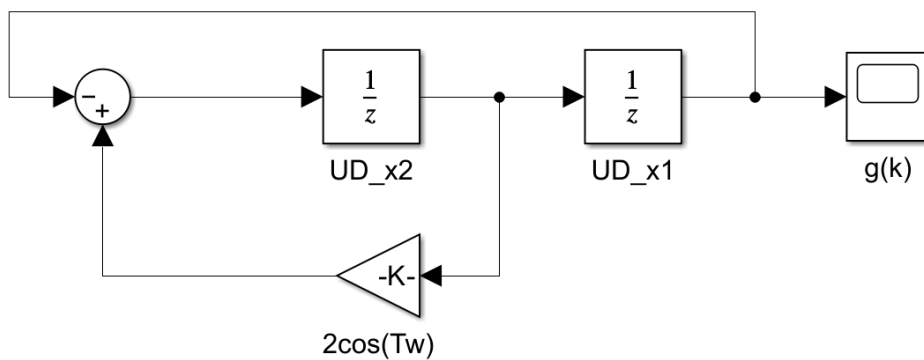 −
+
1
z
UD_x2
1
z
UD_x1
g(k)
-K-
2cos(Tw)